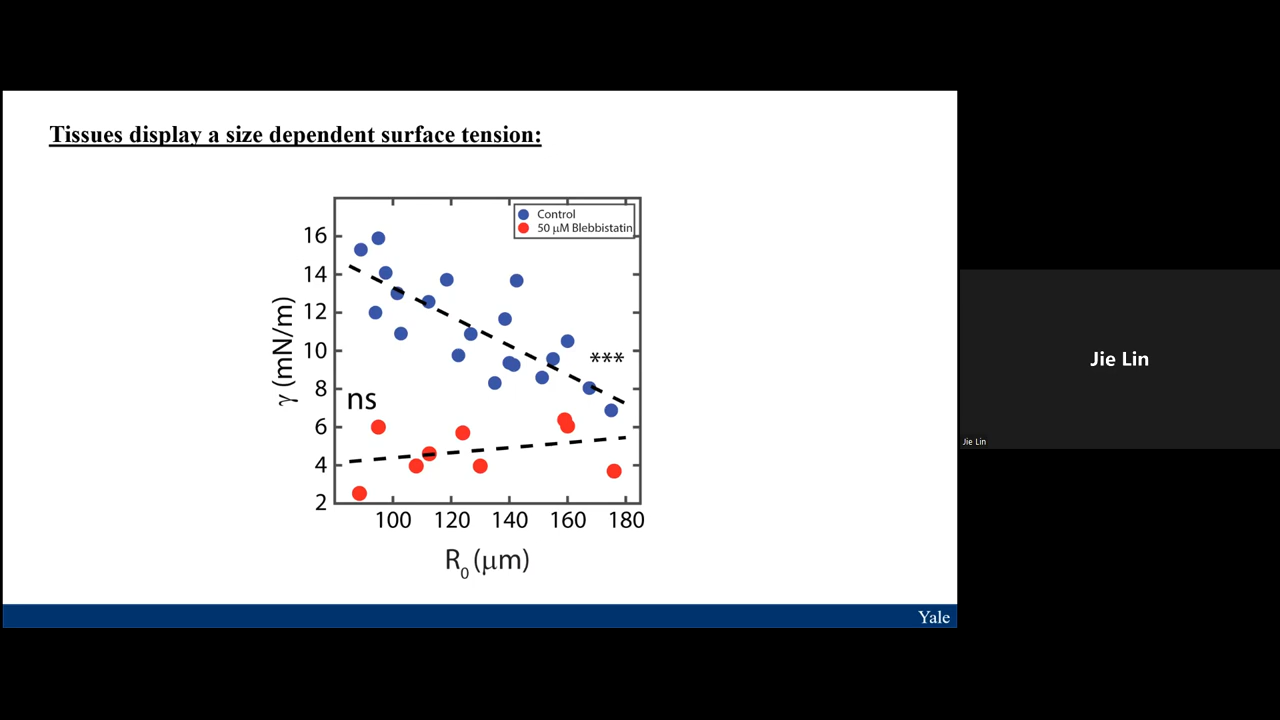 Tissues display a size dependent surface tension:
Control
50 μM Blebbistatin
16
14
12
10
8
6
4
2
γ (mN/m)
***
ns
100 120 140 160 180
R0 (μm)
Yale
Jie Lin
Jie Lin